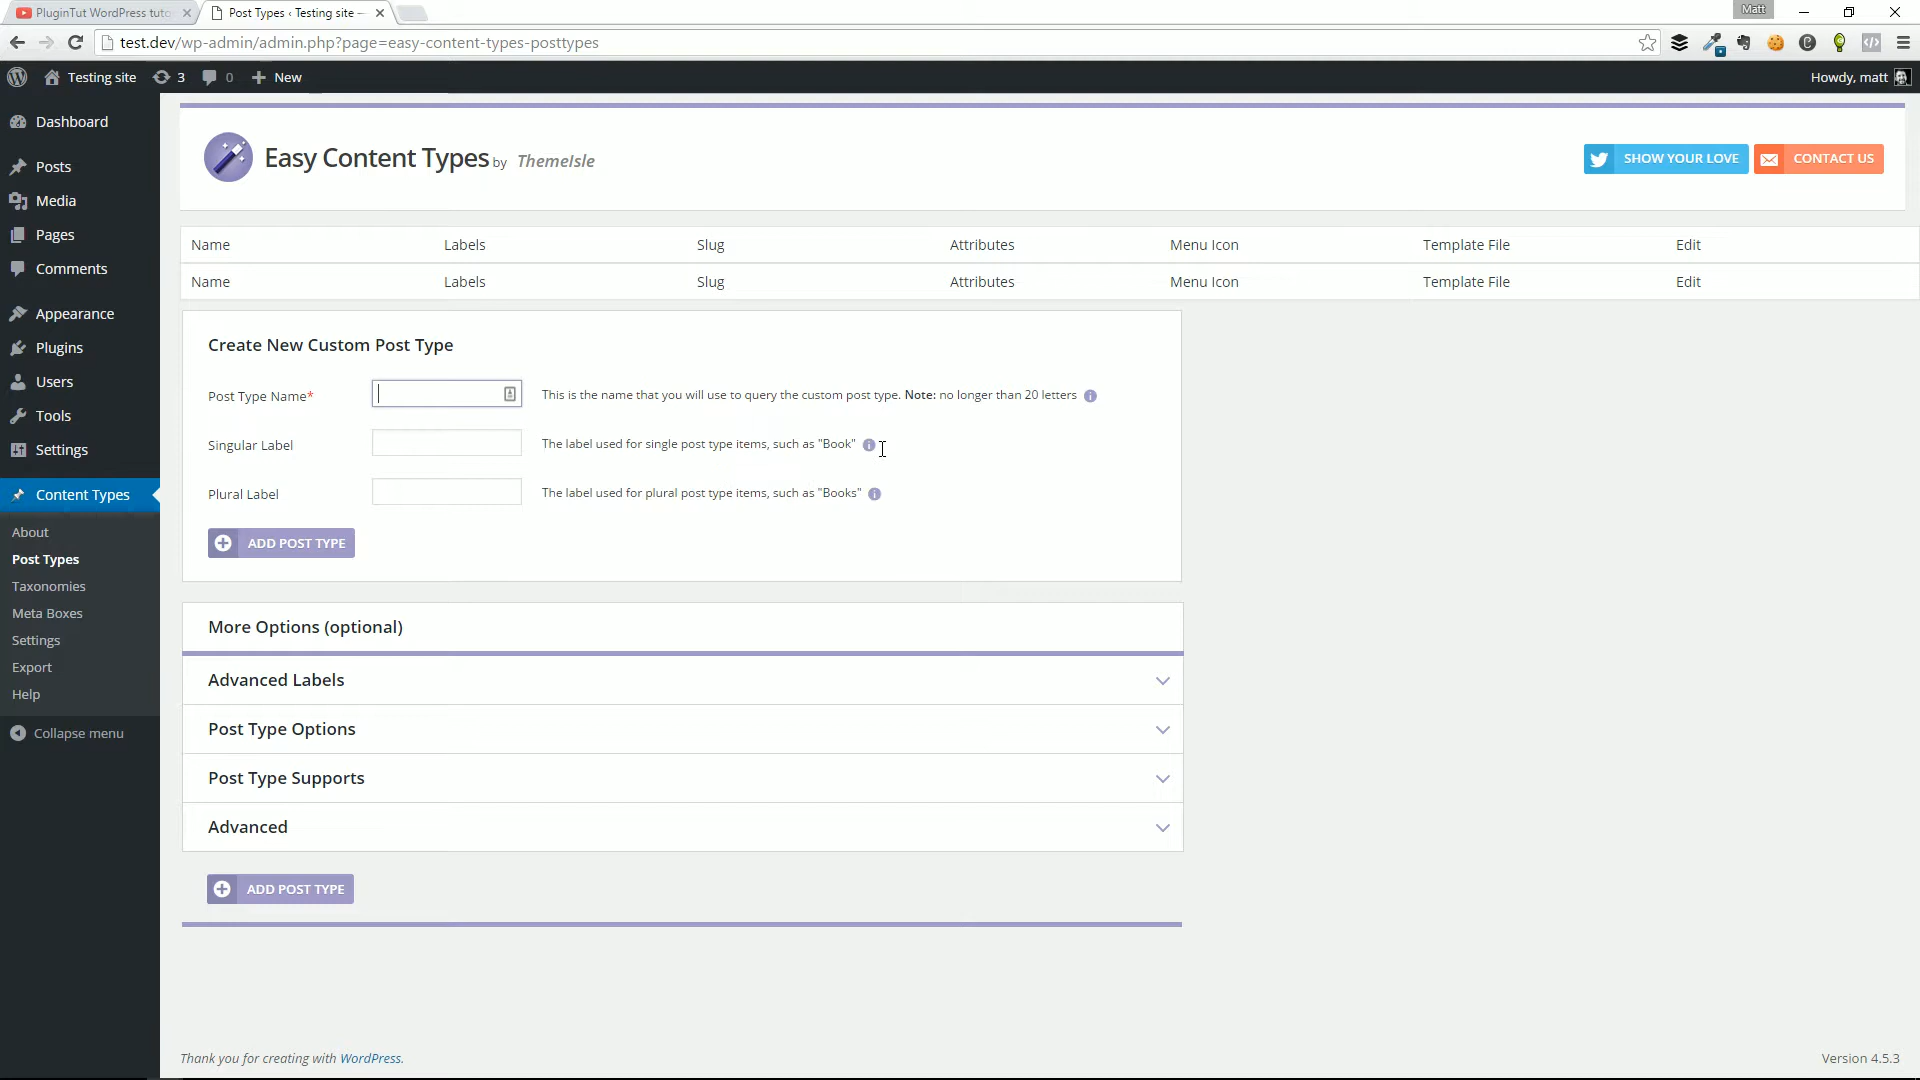 PluginTut WordPress tuto
Post Types ‹ Testing site —
Matt
test.dev/wp-admin/admin.php?page=easy-content-types-posttypes
Testing site
3
0
New
Howdy, matt
Dashboard
Posts
Media
Pages
Comments
Appearance
Plugins
Users
Tools
Settings
Content Types
About
Post Types
Taxonomies
Meta Boxes
Settings
Export
Help
Collapse menu
Easy Content Types by ThemeIsle
SHOW YOUR LOVE
CONTACT US
Name Labels Slug Attributes Menu Icon Template File Edit
Name Labels Slug Attributes Menu Icon Template File Edit
Create New Custom Post Type
Post Type Name* This is the name that you will use to query the custom post type. Note: no longer than 20 letters
Singular Label The label used for single post type items, such as "Book"
Plural Label The label used for plural post type items, such as "Books"
ADD POST TYPE
More Options (optional)
Advanced Labels
Post Type Options
Post Type Supports
Advanced
ADD POST TYPE
Thank you for creating with WordPress.
Version 4.5.3